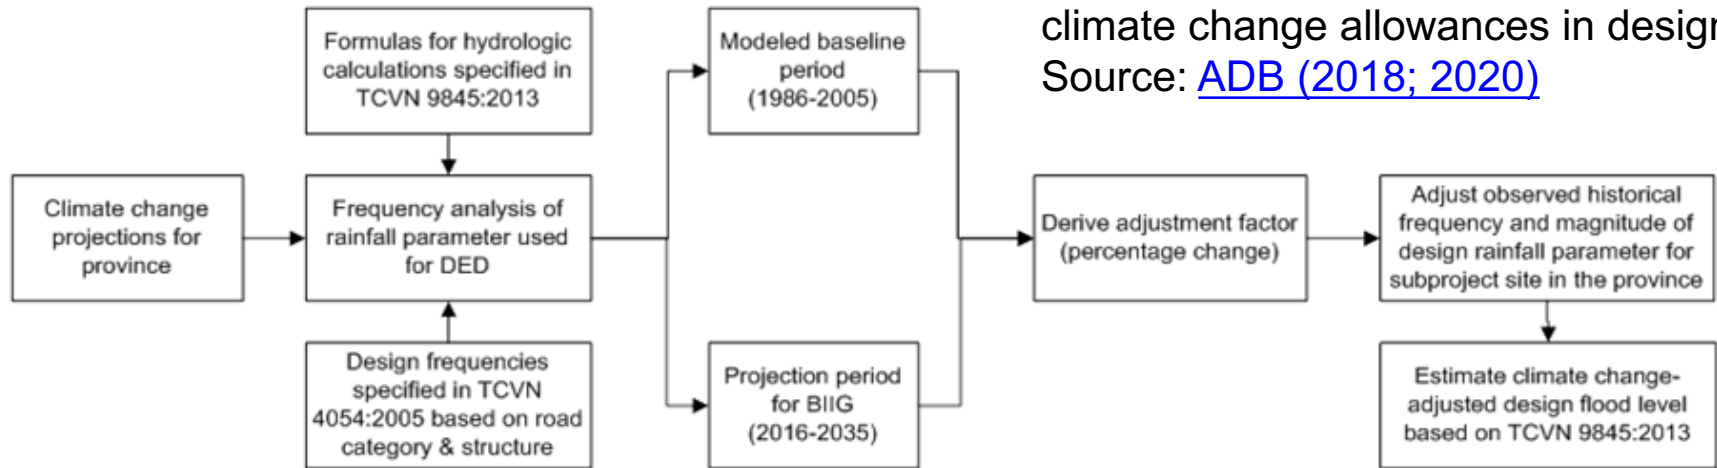 climate change allowances in design
Source: ADB (2018; 2020)
Formulas for hydrologic
calculations specified in
TCVN 9845:2013
Modeled baseline
period
(1986-2005)
Climate change
projections for
province
Frequency analysis of
rainfall parameter used
for DED
Derive adjustment factor
(percentage change)
Adjust observed historical
frequency and magnitude of
design rainfall parameter for
subproject site in the province
Design frequencies
specified in TCVN
4054:2005 based on road
category & structure
Projection period
for BIIG
(2016-2035)
Estimate climate change-
adjusted design flood level
based on TCVN 9845:2013